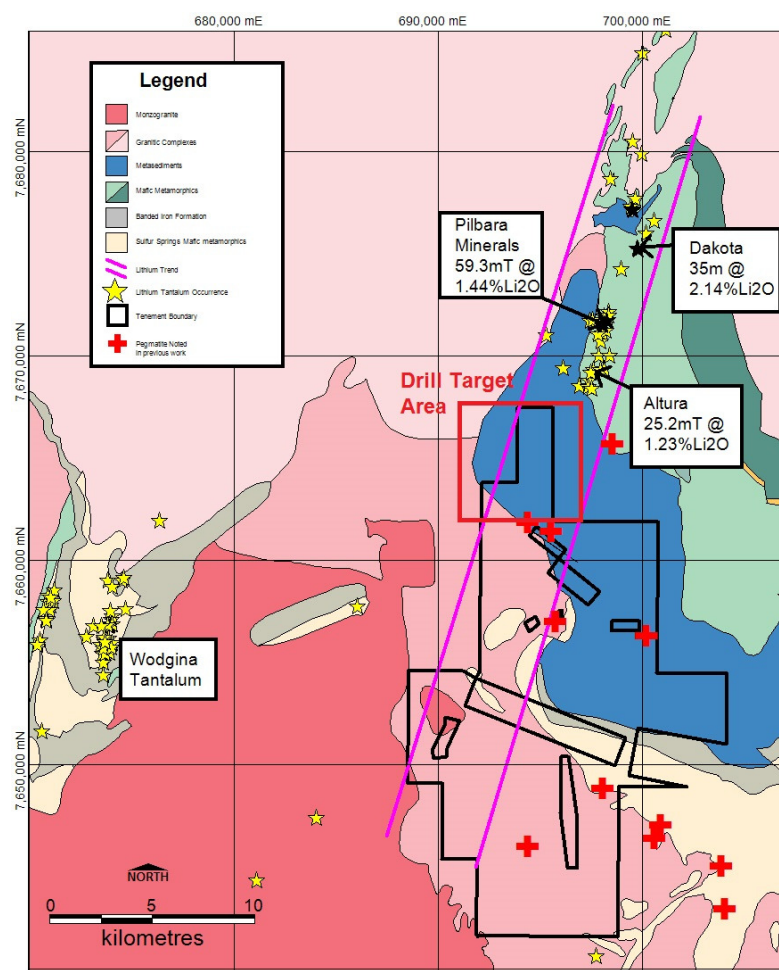 680,000 mE
690,000 mE
700,000 mE
7,680,000 mN
7,670,000 mN
7,660,000 mN
7,650,000 mN
Legend
Monzogranite
Granitic Complexes
Metasediments
Mafic Metamorphics
Banded Iron Formation
Sulfur Springs Mafic metamorphics
Lithium Trend
Lithium Tantalum Occurrence
Tenement Boundary
Pegmatite Noted
in previous work
Pilbara
Minerals
59.3mT @
1.44%Li2O
Dakota
35m @
2.14%Li2O
Drill Target
Area
Altura
25.2mT @
1.23%Li2O
Wodgina
Tantalum
NORTH
0 5 10
kilometres